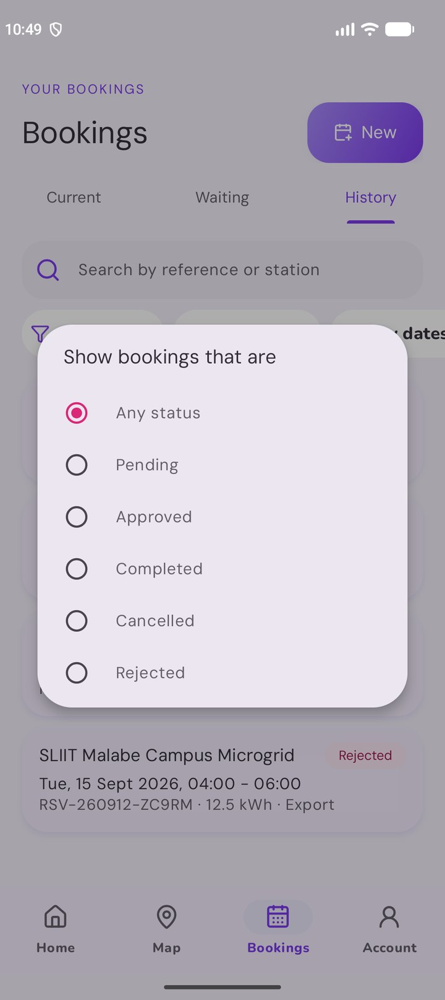 10:49
YOUR BOOKINGS
Bookings
New
Current
Waiting
History
Search by reference or station
dates
Show bookings that are
Any status
Pending
Approved
Completed
Cancelled
Rejected
SLIIT Malabe Campus Microgrid
Rejected
Tue, 15 Sept 2026, 04:00 – 06:00
RSV-260912-ZC9RM · 12.5 kWh · Export
Home
Map
Bookings
Account